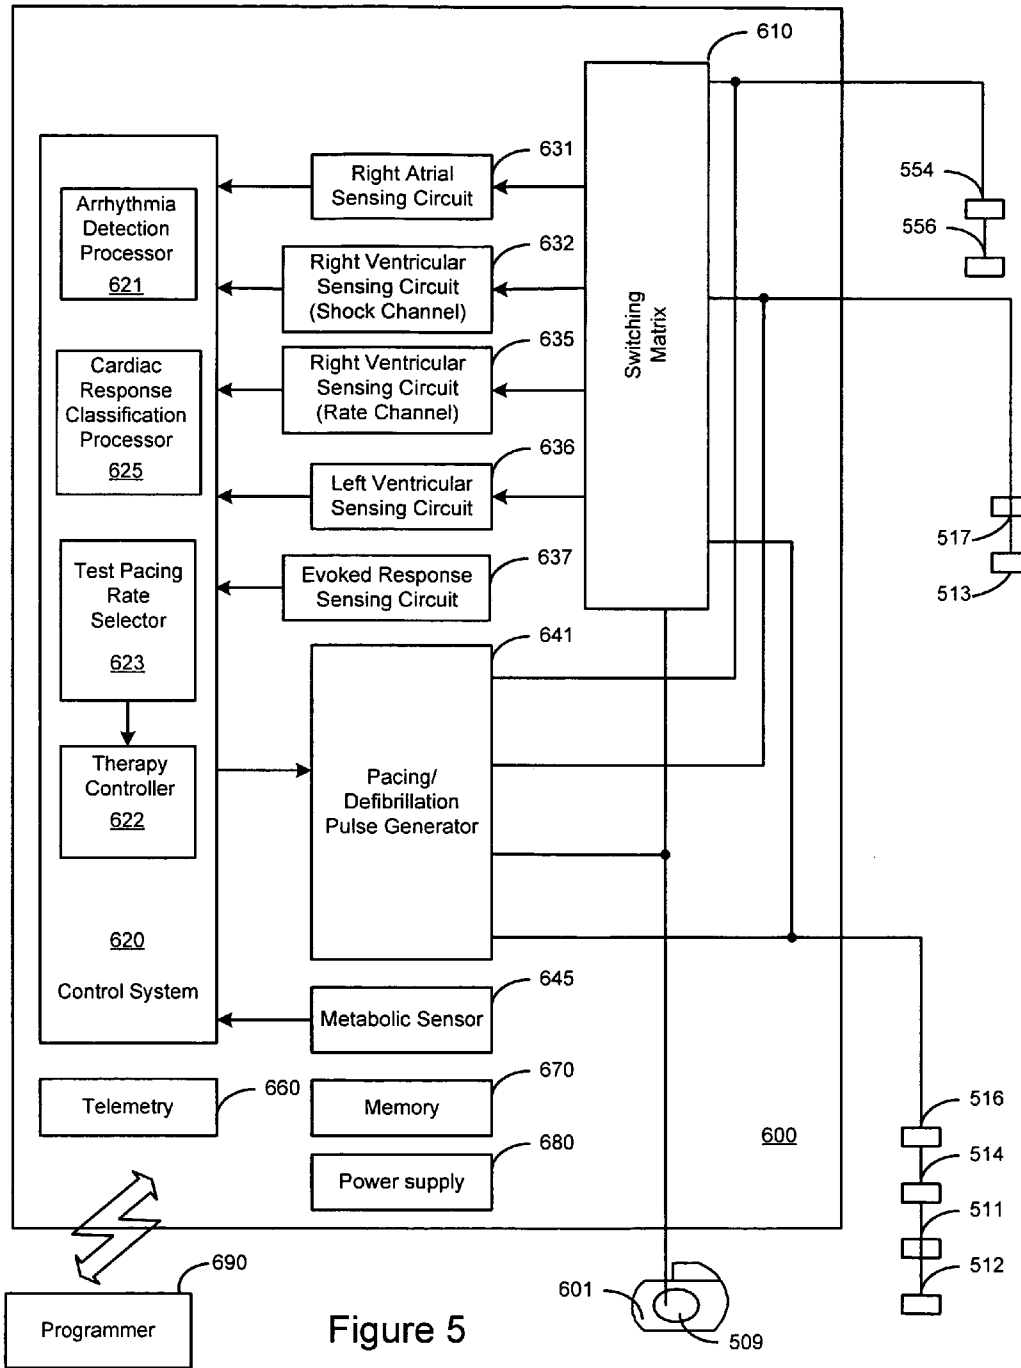 610
631
Right Atrial
Sensing Circuit
554
Arrhythmia
Detection
Processor
621
556
632
Right Ventricular
Sensing Circuit
(Shock Channel)
Switching
Matrix
635
Cardiac
Response
Classification
Processor
625
Right Ventricular
Sensing Circuit
(Rate Channel)
636
Left Ventricular
Sensing Circuit
517
513
637
Test Pacing
Rate
Selector
623
Evoked Response
Sensing Circuit
641
Therapy
Controller
622
Pacing/
Defibrillation
Pulse Generator
620
Control System
645
Metabolic Sensor
660
Telemetry
670
Memory
516
600
680
Power supply
514
511
512
690
Programmer
601
509
Figure 5